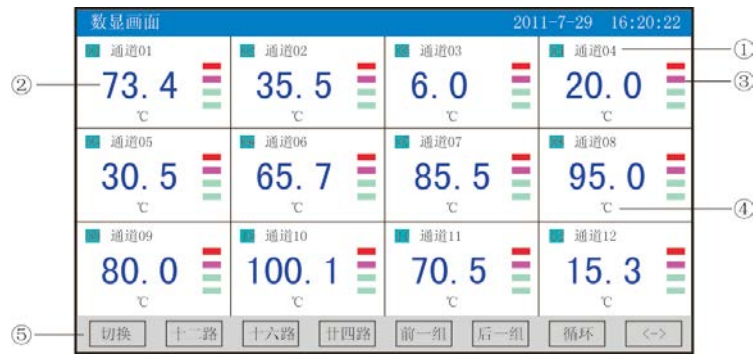 数显画面 2011-7-29 16:20:22
通道01 通道02 通道03 通道04 ①
② 73.4 35.5 6.0 20.0 ③
℃ ℃ ℃ ℃
通道05 通道06 通道07 通道08
30.5 65.7 85.5 95.0
℃ ℃ ℃ ℃ ④
通道09 通道10 通道11 通道12
80.0 100.1 70.5 15.3
℃ ℃ ℃ ℃
⑤ 切换 十二路 十六路 廿四路 前一组 后一组 循环 <->